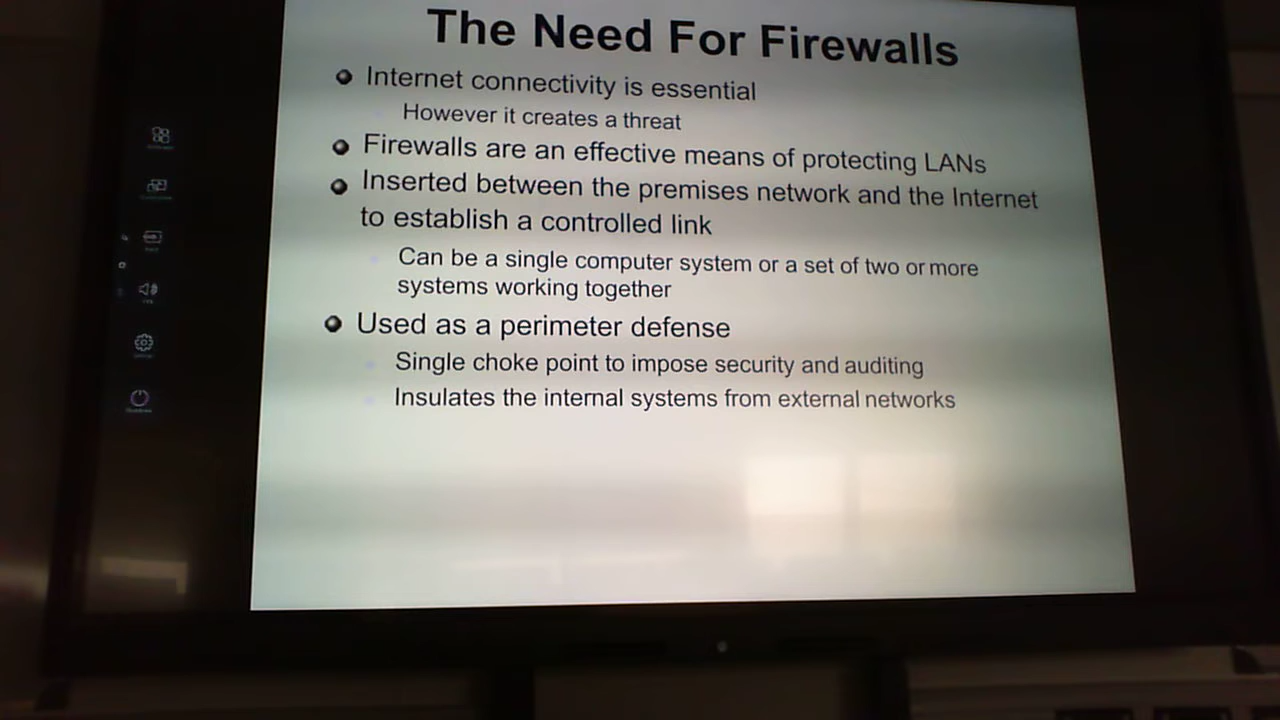 The Need For Firewalls
Internet connectivity is essential
However it creates a threat
Firewalls are an effective means of protecting LANs
Inserted between the premises network and the Internet
to establish a controlled link
Can be a single computer system or a set of two or more
systems working together
Used as a perimeter defense
Single choke point to impose security and auditing
Insulates the internal systems from external networks